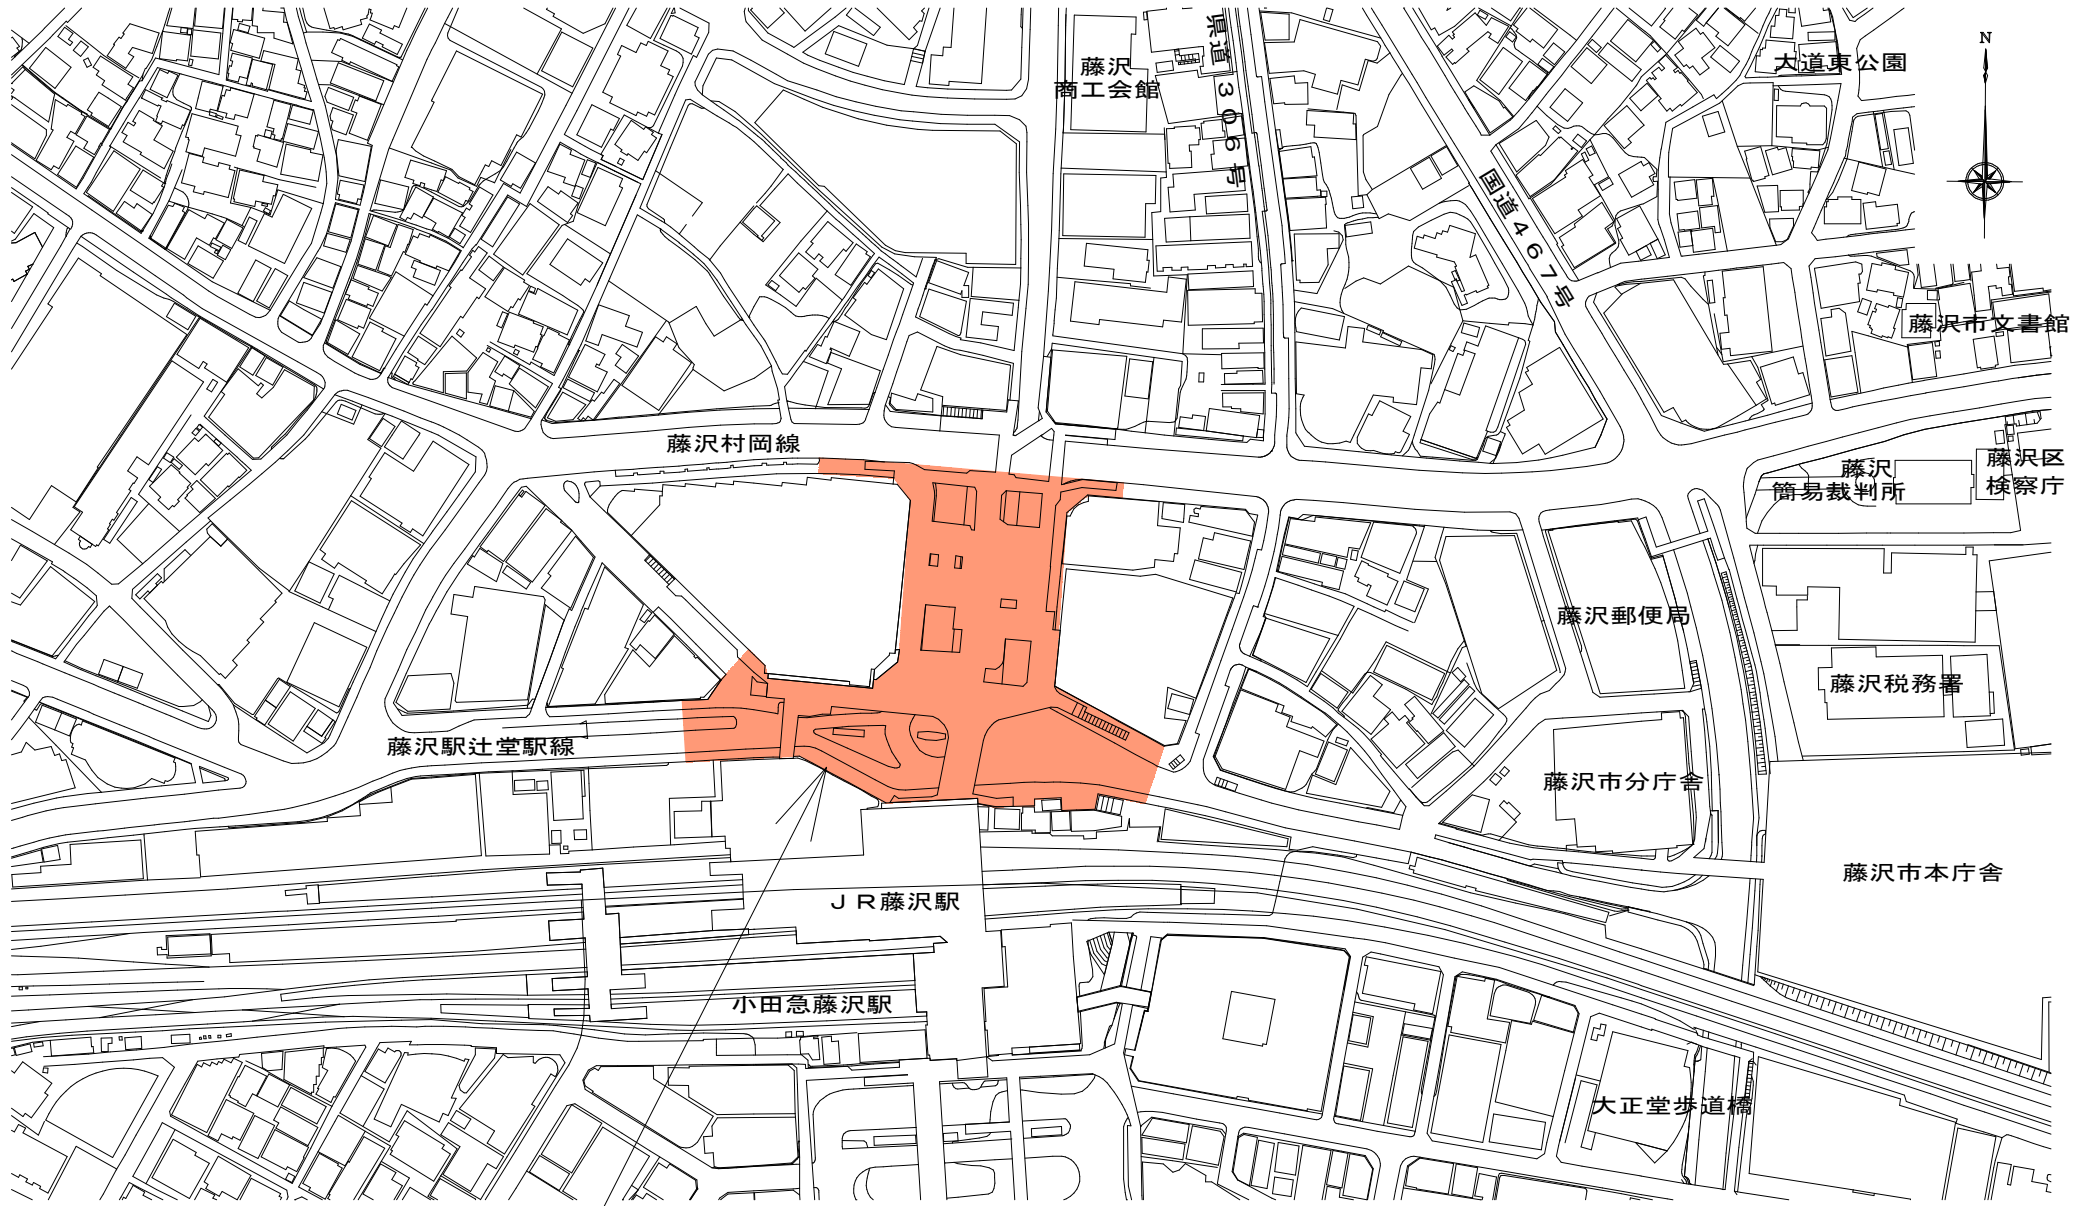 藤沢
商工会館
県道306号
大道東公園
N
国道467号
藤沢市文書館
藤沢村岡線
藤沢
簡易裁判所
藤沢区
検察庁
藤沢郵便局
藤沢税務署
藤沢駅辻堂駅線
藤沢市分庁舎
藤沢市本庁舎
JR藤沢駅
小田急藤沢駅
大正堂歩道橋